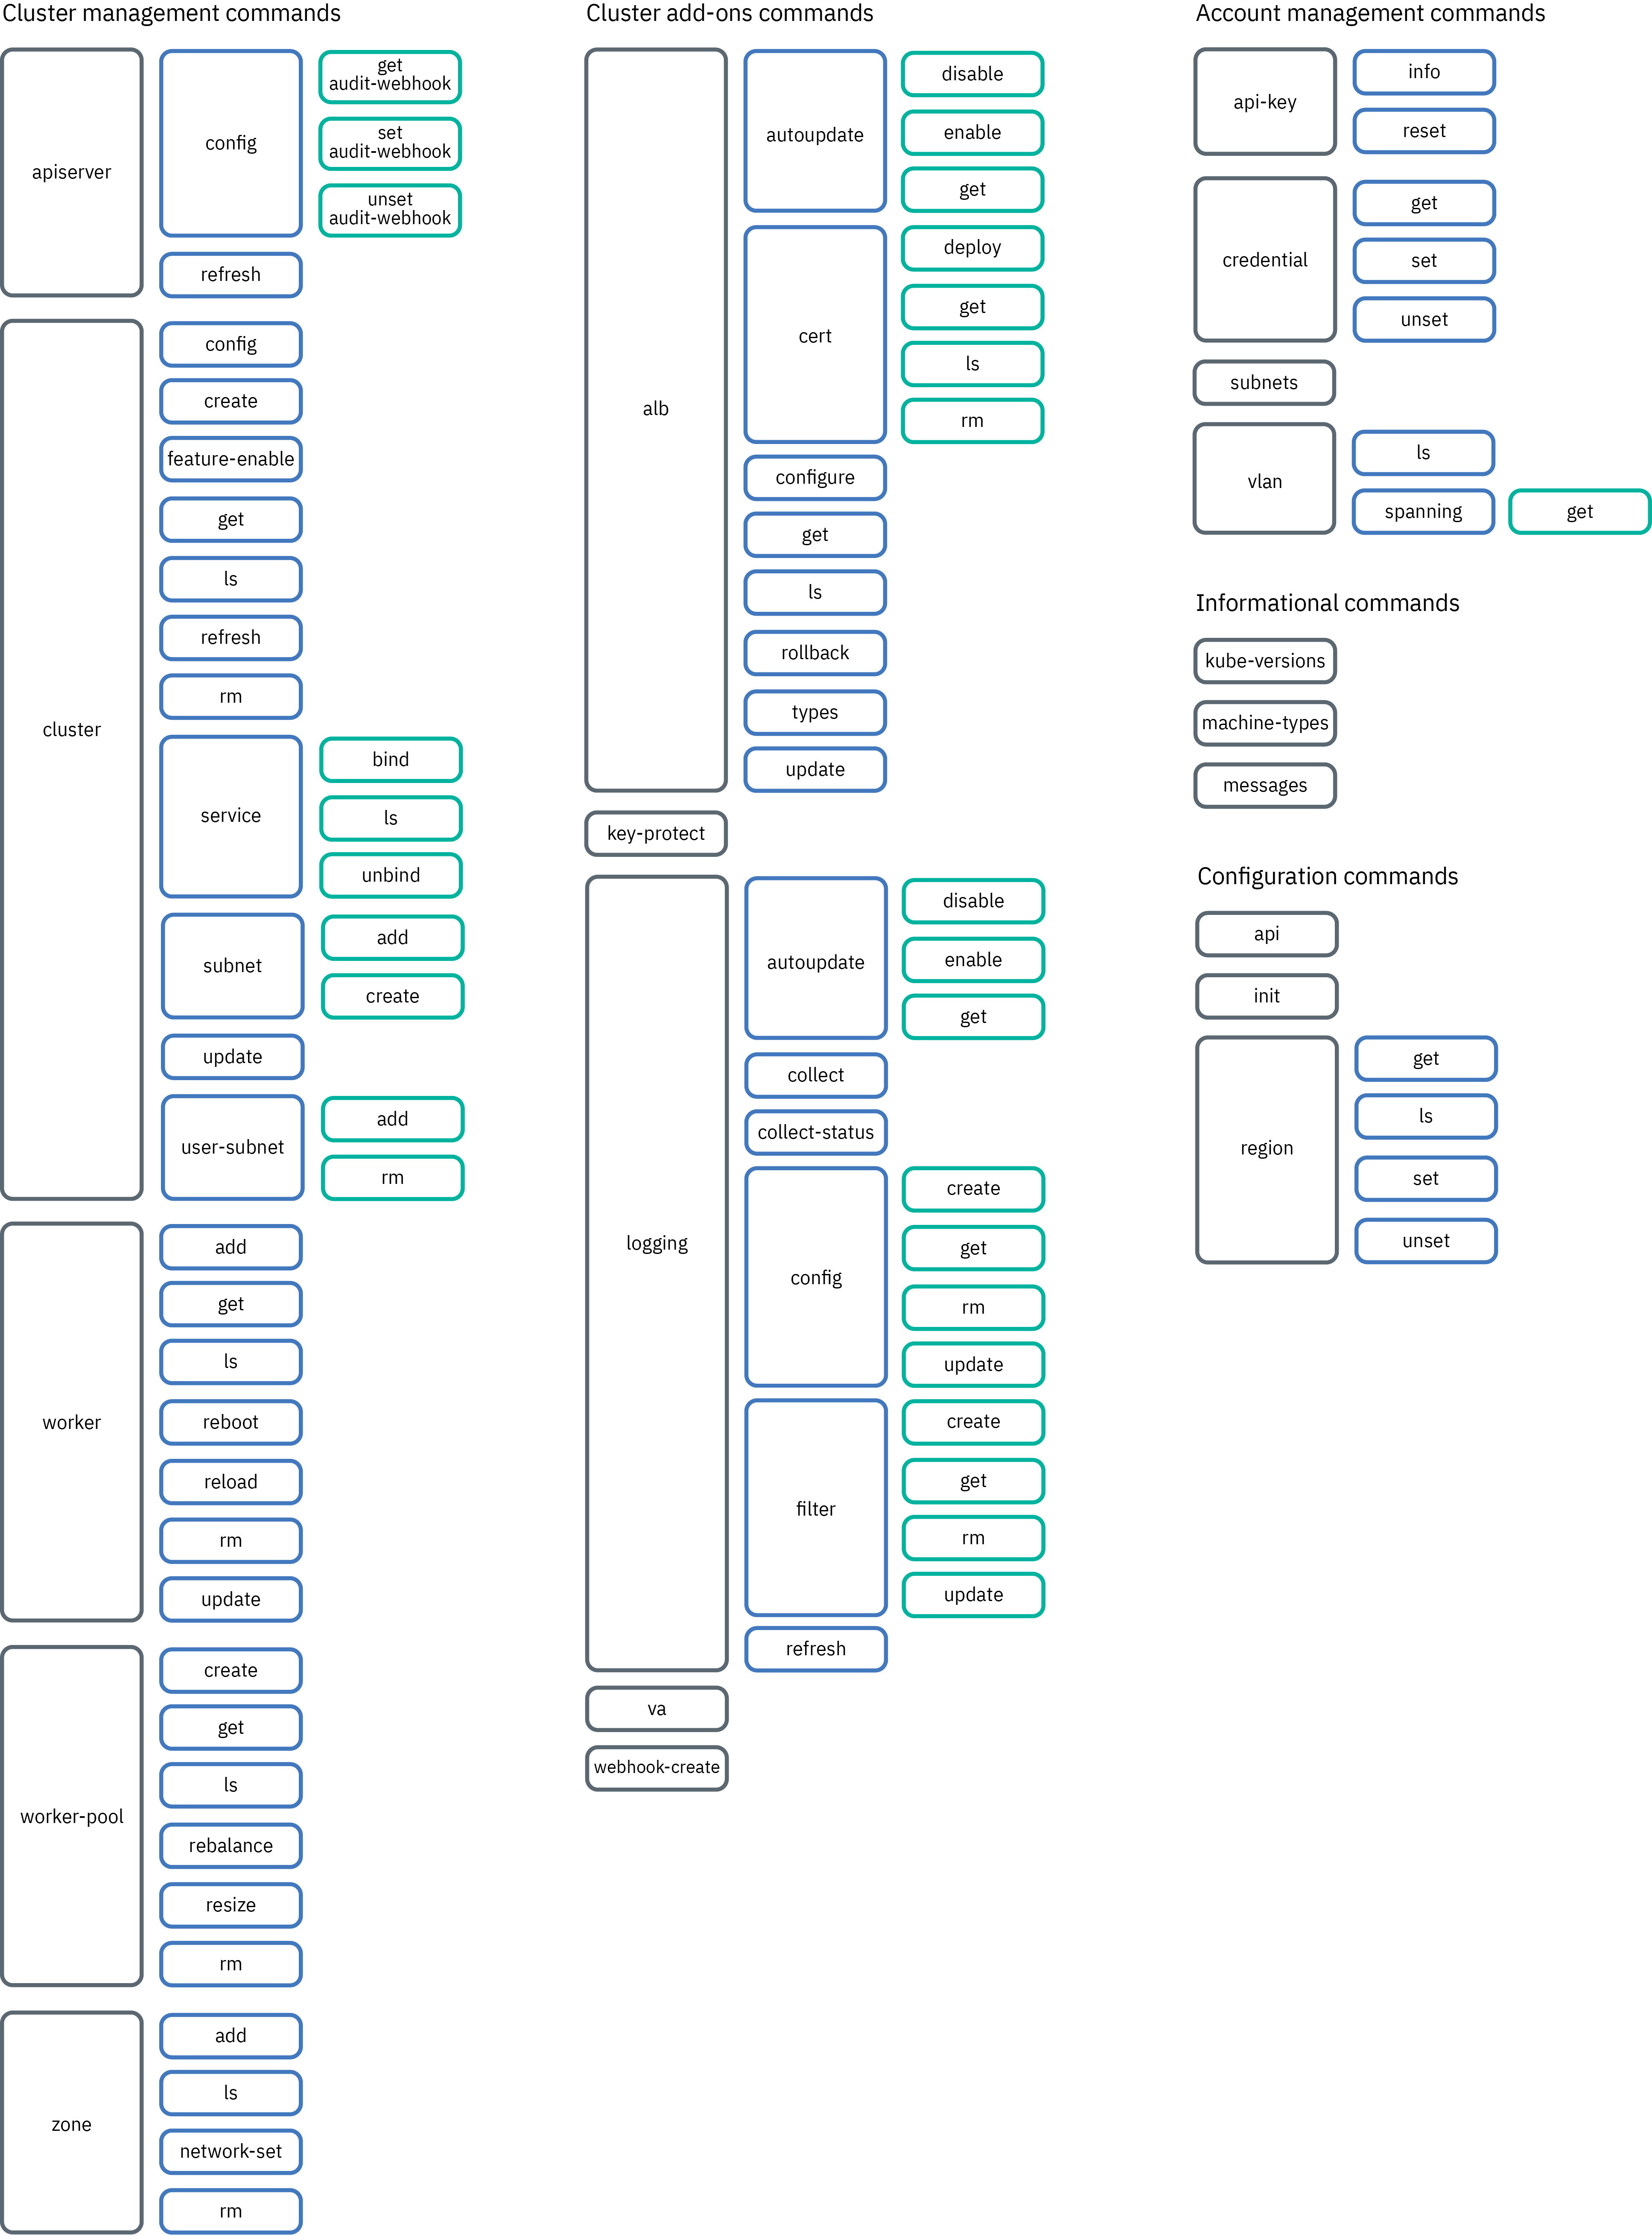 Cluster management commands
apiserver
config
get
audit-webhook
set
audit-webhook
unset
audit-webhook
refresh
cluster
config
create
feature-enable
get
ls
refresh
rm
service
bind
ls
unbind
subnet
add
create
update
user-subnet
add
rm
worker
add
get
ls
reboot
reload
rm
update
worker-pool
create
get
ls
rebalance
resize
rm
zone
add
ls
network-set
rm
Cluster add-ons commands
alb
autoupdate
disable
enable
get
cert
deploy
get
ls
rm
configure
get
ls
rollback
types
update
key-protect
logging
autoupdate
disable
enable
get
collect
collect-status
config
create
get
rm
update
filter
create
get
rm
update
refresh
va
webhook-create
Account management commands
api-key
info
reset
credential
get
set
unset
subnets
vlan
ls
spanning
get
Informational commands
kube-versions
machine-types
messages
Configuration commands
api
init
region
get
ls
set
unset